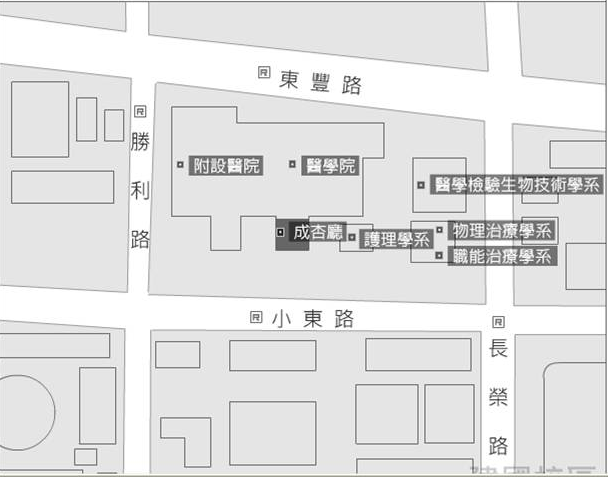 東豐路
勝利路
附設醫院
醫學院
醫學檢驗生物技術學系
成杏廳
護理學系
物理治療學系
職能治療學系
小東路
長榮路